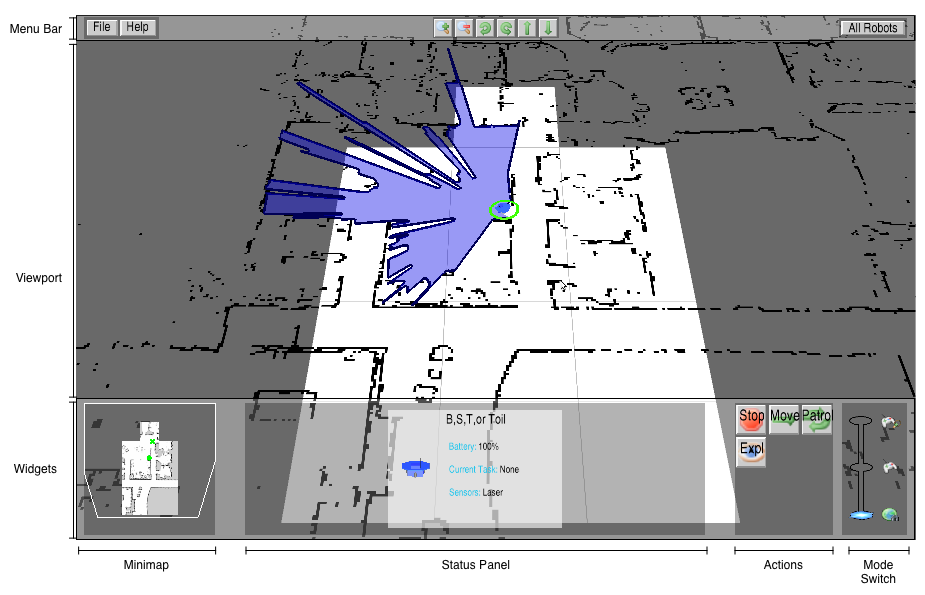 Menu Bar
File Help
All Robots
Viewport
Widgets
B,S,T,or Toil
Battery: 100%
Current Task: None
Sensors: Laser
Stop Move Patrol
Expl
Minimap
Status Panel
Actions
Mode
Switch